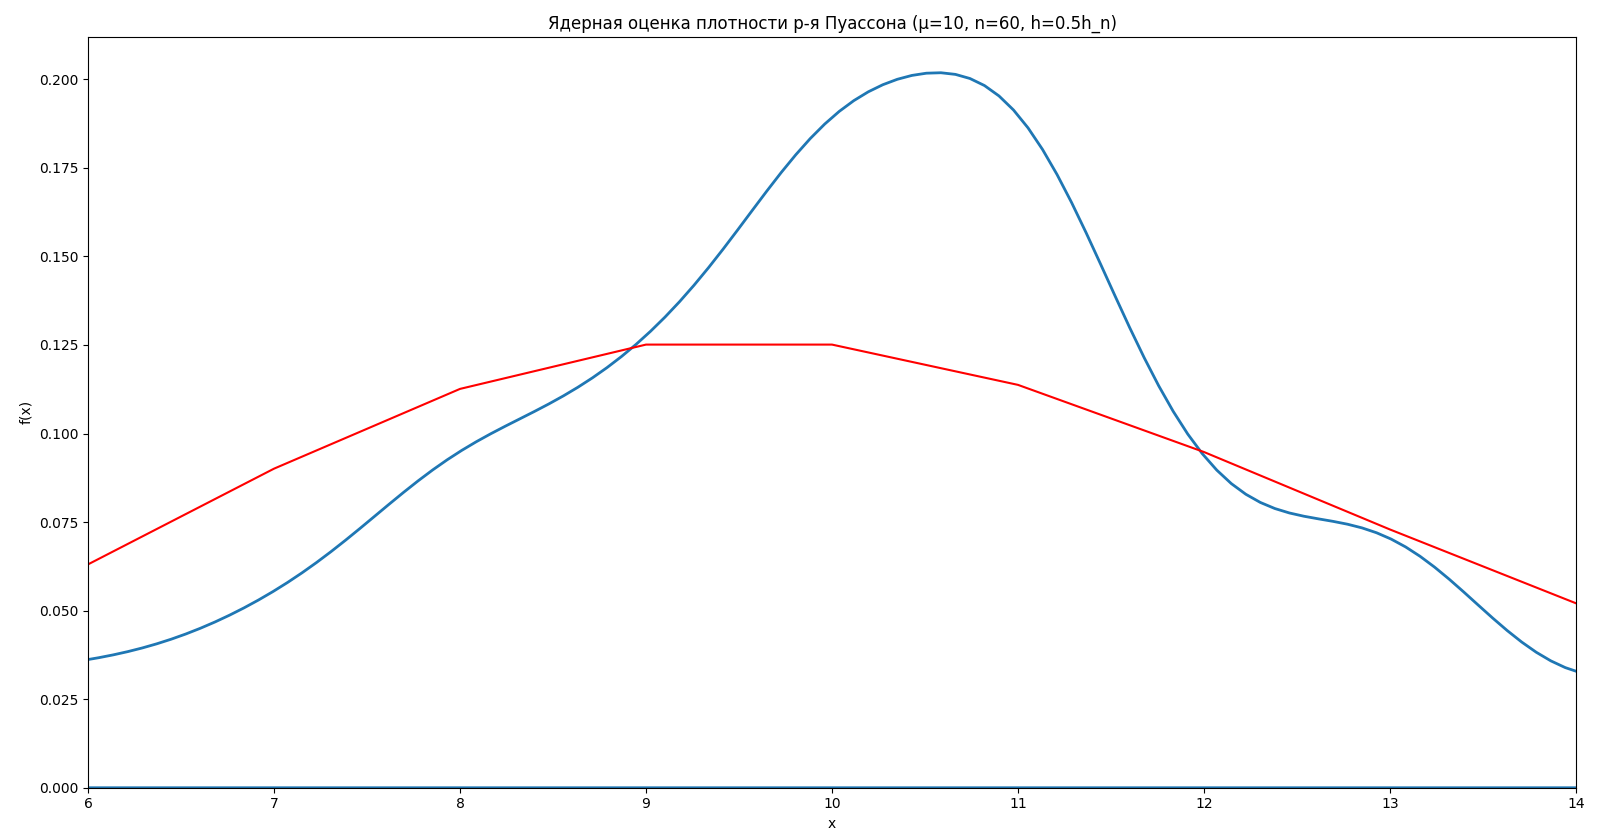 Ядерная оценка плотности р-я Пуассона (μ=10, n=60, h=0.5h_n)
0.200
0.175
0.150
0.125
0.100
0.075
0.050
0.025
0.000
f(x)
6 7 8 9 10 11 12 13 14
x